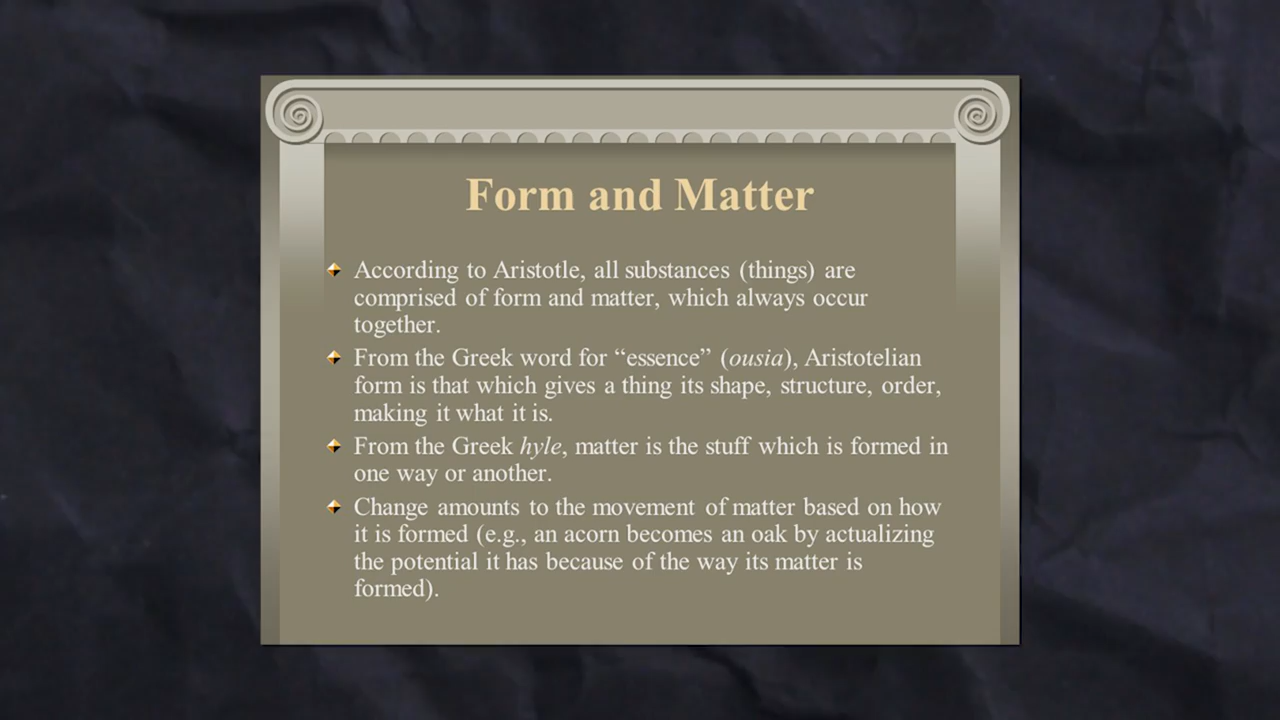 Form and Matter
According to Aristotle, all substances (things) are
comprised of form and matter, which always occur
together.
From the Greek word for “essence” (ousia), Aristotelian
form is that which gives a thing its shape, structure, order,
making it what it is.
From the Greek hyle, matter is the stuff which is formed in
one way or another.
Change amounts to the movement of matter based on how
it is formed (e.g., an acorn becomes an oak by actualizing
the potential it has because of the way its matter is
formed).